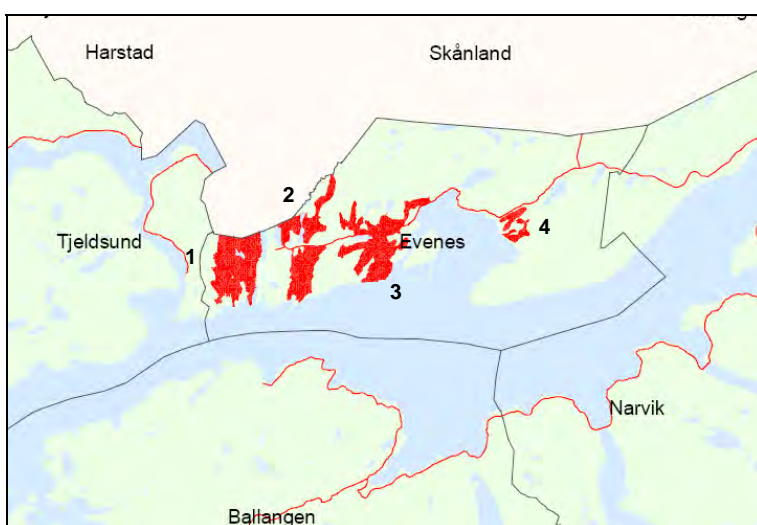 Harstad
Skånland
2
Tjeldsund
1
Evenes
4
3
Narvik
Ballangen